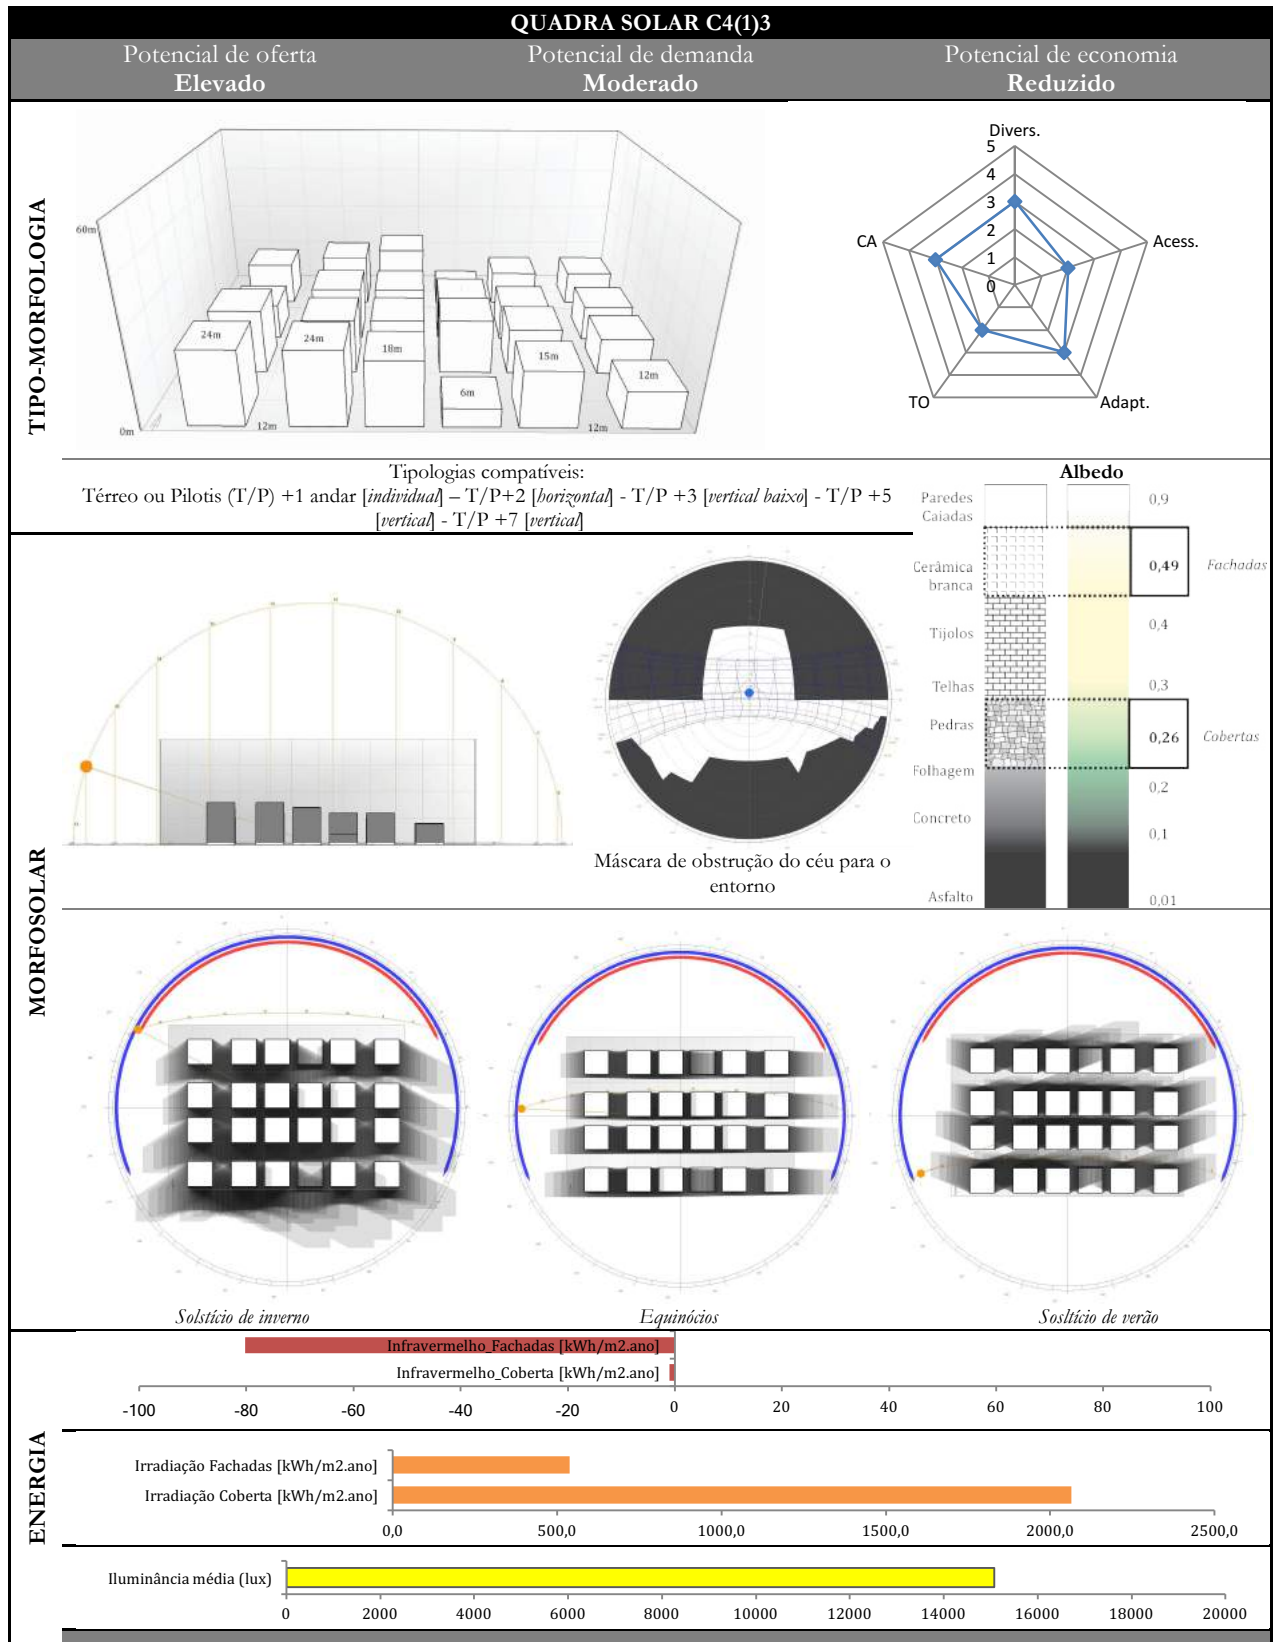 QUADRA SOLAR C4(1)3
Potencial de oferta
Elevado
Potencial de demanda
Moderado
Potencial de economia
Reduzido
TIPO-MORFOLOGIA
60m
24m
24m
18m
6m
15m
12m
0m
12m
12m
Divers.
5
4
3
2
1
0
CA
Acess.
TO
Adapt.
Tipologias compatíveis:
Térreo ou Pilotis (T/P) +1 andar [individual] – T/P+2 [horizontal] - T/P +3 [vertical baixo] - T/P +5
[vertical] - T/P +7 [vertical]
Albedo
Paredes
Caiadas
0,9
Cerâmica
branca
0,49
Fachadas
Tijolos
0,4
Telhas
0,3
Pedras
0,26
Cobertas
Folhagem
0,2
Concreto
0,1
Asfalto
0,01
MORFOSOLAR
Máscara de obstrução do céu para o
entorno
Solstício de inverno
Equinócios
Sosltício de verão
ENERGIA
Infravermelho_Fachadas [kWh/m2.ano]
Infravermelho_Coberta [kWh/m2.ano]
-100 -80 -60 -40 -20 0 20 40 60 80 100
Irradiação Fachadas [kWh/m2.ano]
Irradiação Coberta [kWh/m2.ano]
0,0 500,0 1000,0 1500,0 2000,0 2500,0
Iluminância média (lux)
0 2000 4000 6000 8000 10000 12000 14000 16000 18000 20000